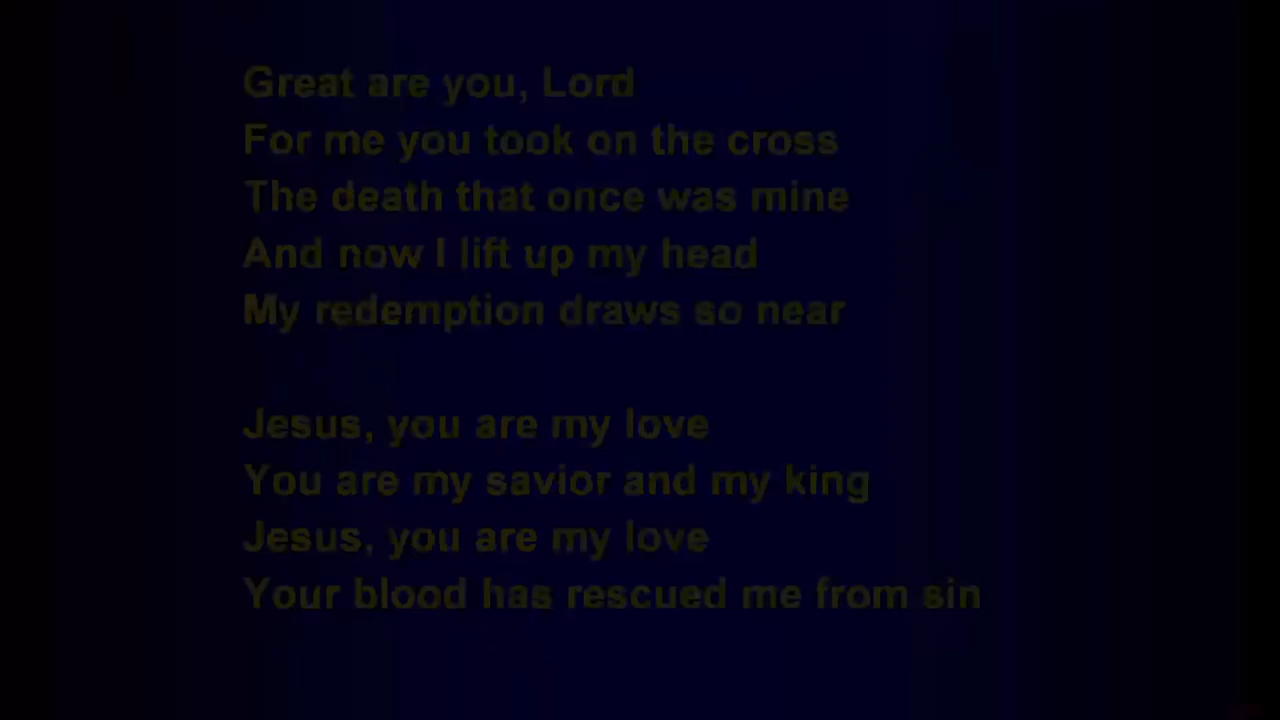 Great are you, Lord
For me you took on the cross
The death that once was mine
And now I lift up my head
My redemption draws so near
Jesus, you are my love
You are my savior and my king
Jesus, you are my love
Your blood has rescued me from sin